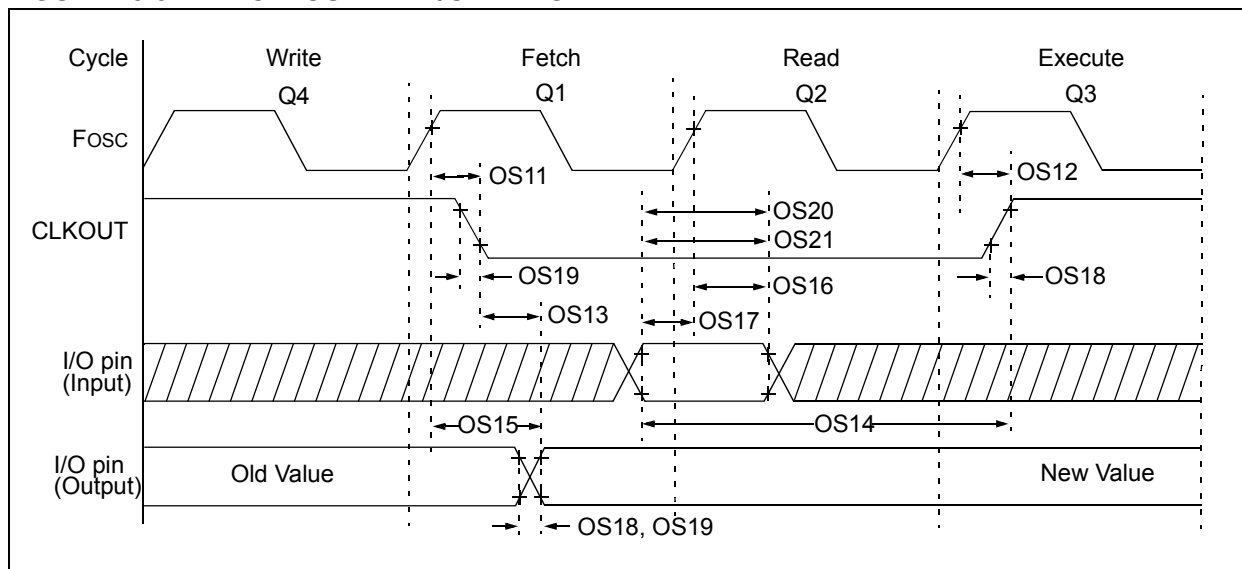 Cycle Write Fetch Read Execute
Q4 Q1 Q2 Q3
FOSC
OS11 OS12
OS20
CLKOUT
OS21
OS19 OS16 OS18
OS13 OS17
I/O pin
(Input)
OS15 OS14
I/O pin
(Output)
Old Value New Value
OS18, OS19